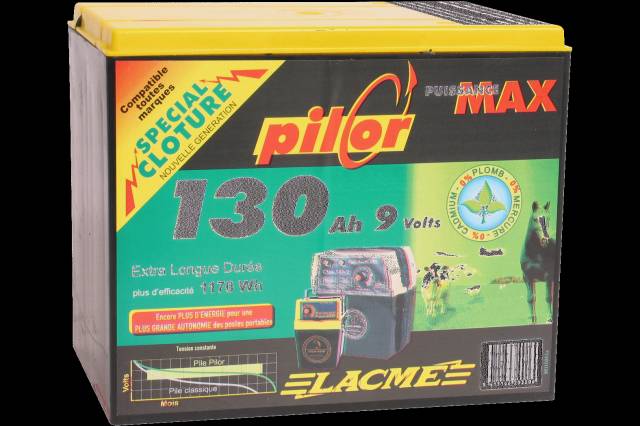 Compatible
toutes
marques
SPECIAL
CLOTURE
NOUVELLE GENERATION
pilor
PUISSANCE
MAX
130 Ah 9 Volts
0% PLOMB - 0% MERCURE - 0% CADMIUM
Extra Longue Durée
plus d'efficacité 1170 Wh
Encore PLUS D'ENERGIE pour une
PLUS GRANDE AUTONOMIE des postes portables
Tension constante
Volts
Pile Pilor
Pile classique
Mois
LACME